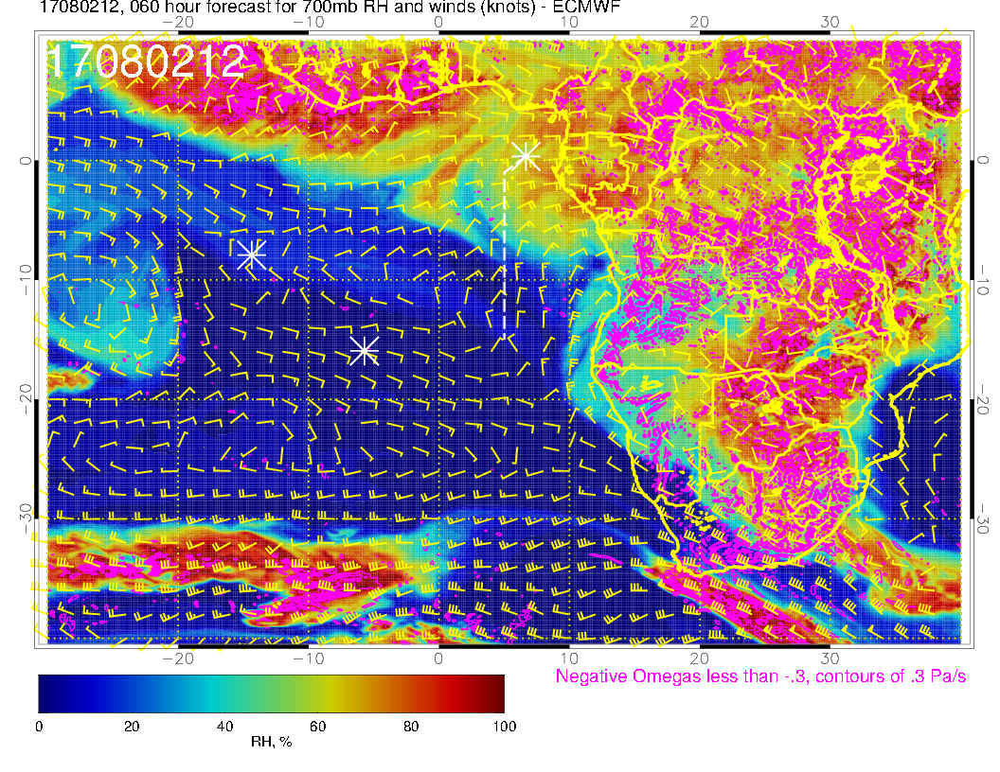 17080212, 060 hour forecast for 700mb RH and winds (knots) - ECMWF
-20 -10 0 10 20 30
17080212
0 0
-10 -10
-20 -20
-30 -30
-20 -10 0 10 20 30
Negative Omegas less than -.3, contours of .3 Pa/s
0 20 40 60 80 100
RH, %